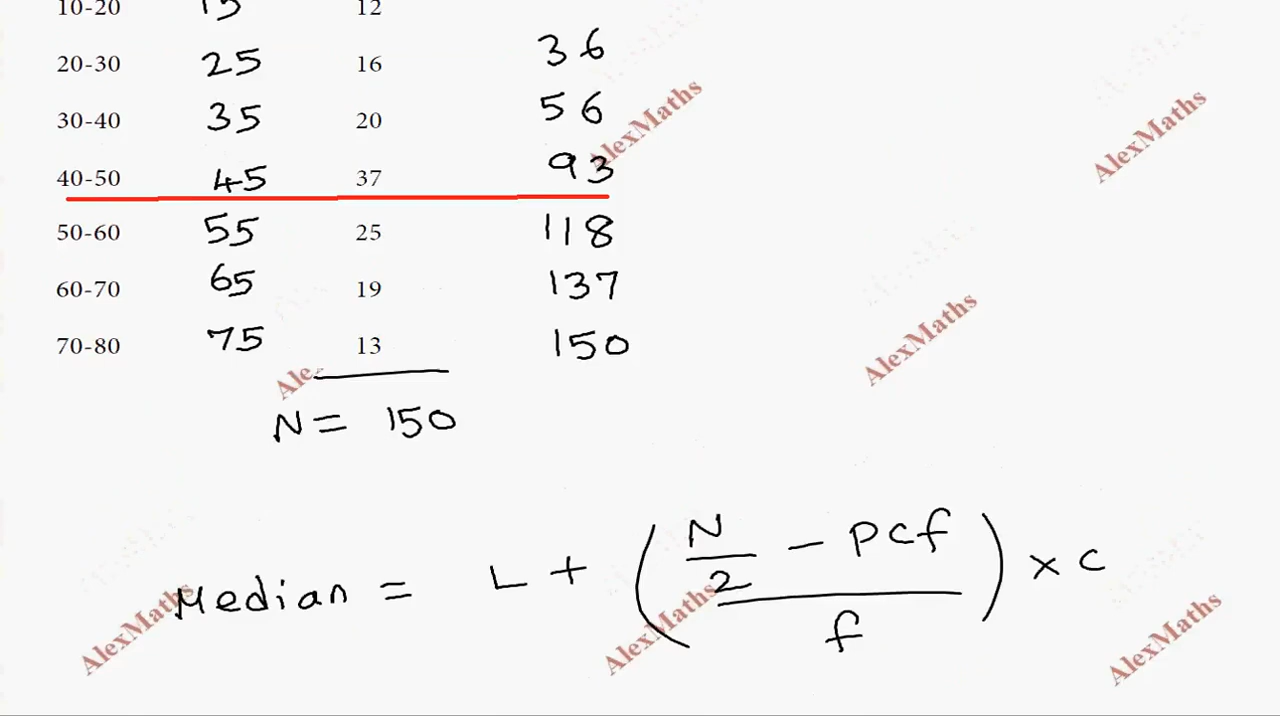 10-20 15 12
20-30 25 16 36
30-40 35 20 56
40-50 45 37 93
50-60 55 25 118
60-70 65 19 137
70-80 75 13 150
N = 150
Median = L + ( N/2 - pcf / f ) × c
AlexMaths
AlexMaths
AlexMaths
Alex
AlexMaths
AlexMaths
AlexMaths